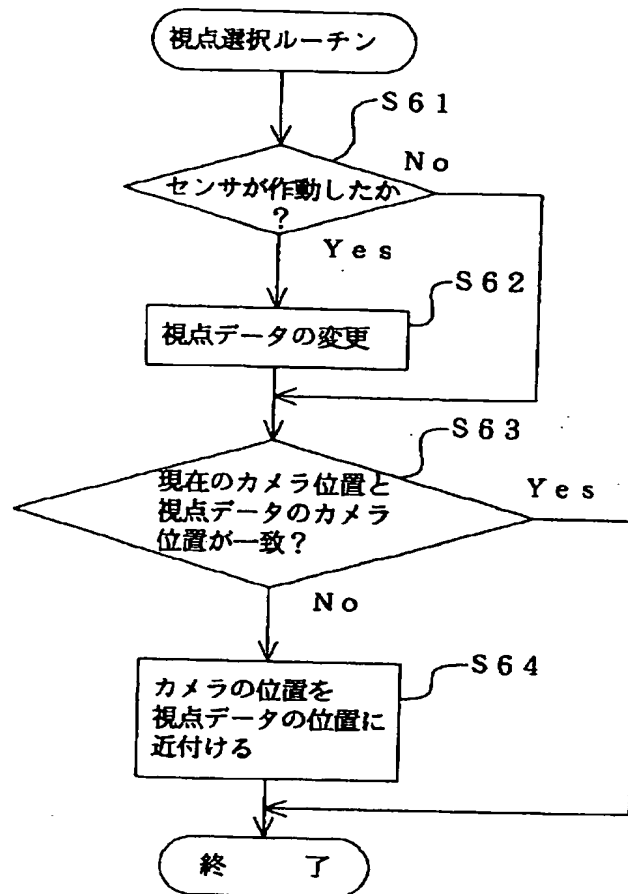 視点選択ルーチン
S61
No
センサが作動したか
?
Yes
S62
視点データの変更
S63
現在のカメラ位置と
視点データのカメラ
位置が一致?
Yes
No
S64
カメラの位置を
視点データの位置に
近付ける
終 了